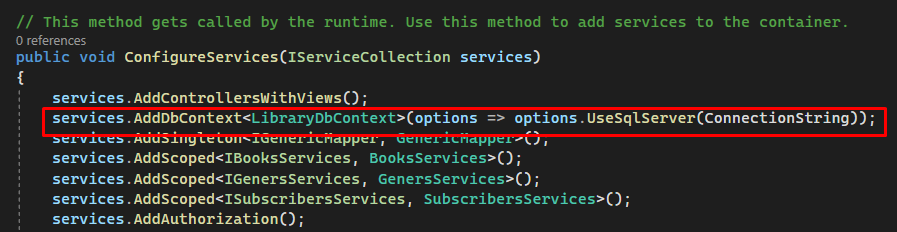 // This method gets called by the runtime. Use this method to add services to the container.
0 references
public void ConfigureServices(IServiceCollection services)
{
services.AddControllersWithViews();
services.AddDbContext<LibraryDbContext>(options => options.UseSqlServer(ConnectionString));
services.AddSingleton<IGenericMapper, GenericMapper>();
services.AddScoped<IBooksServices, BooksServices>();
services.AddScoped<IGenersServices, GenersServices>();
services.AddScoped<ISubscribersServices, SubscribersServices>();
services.AddAuthorization();